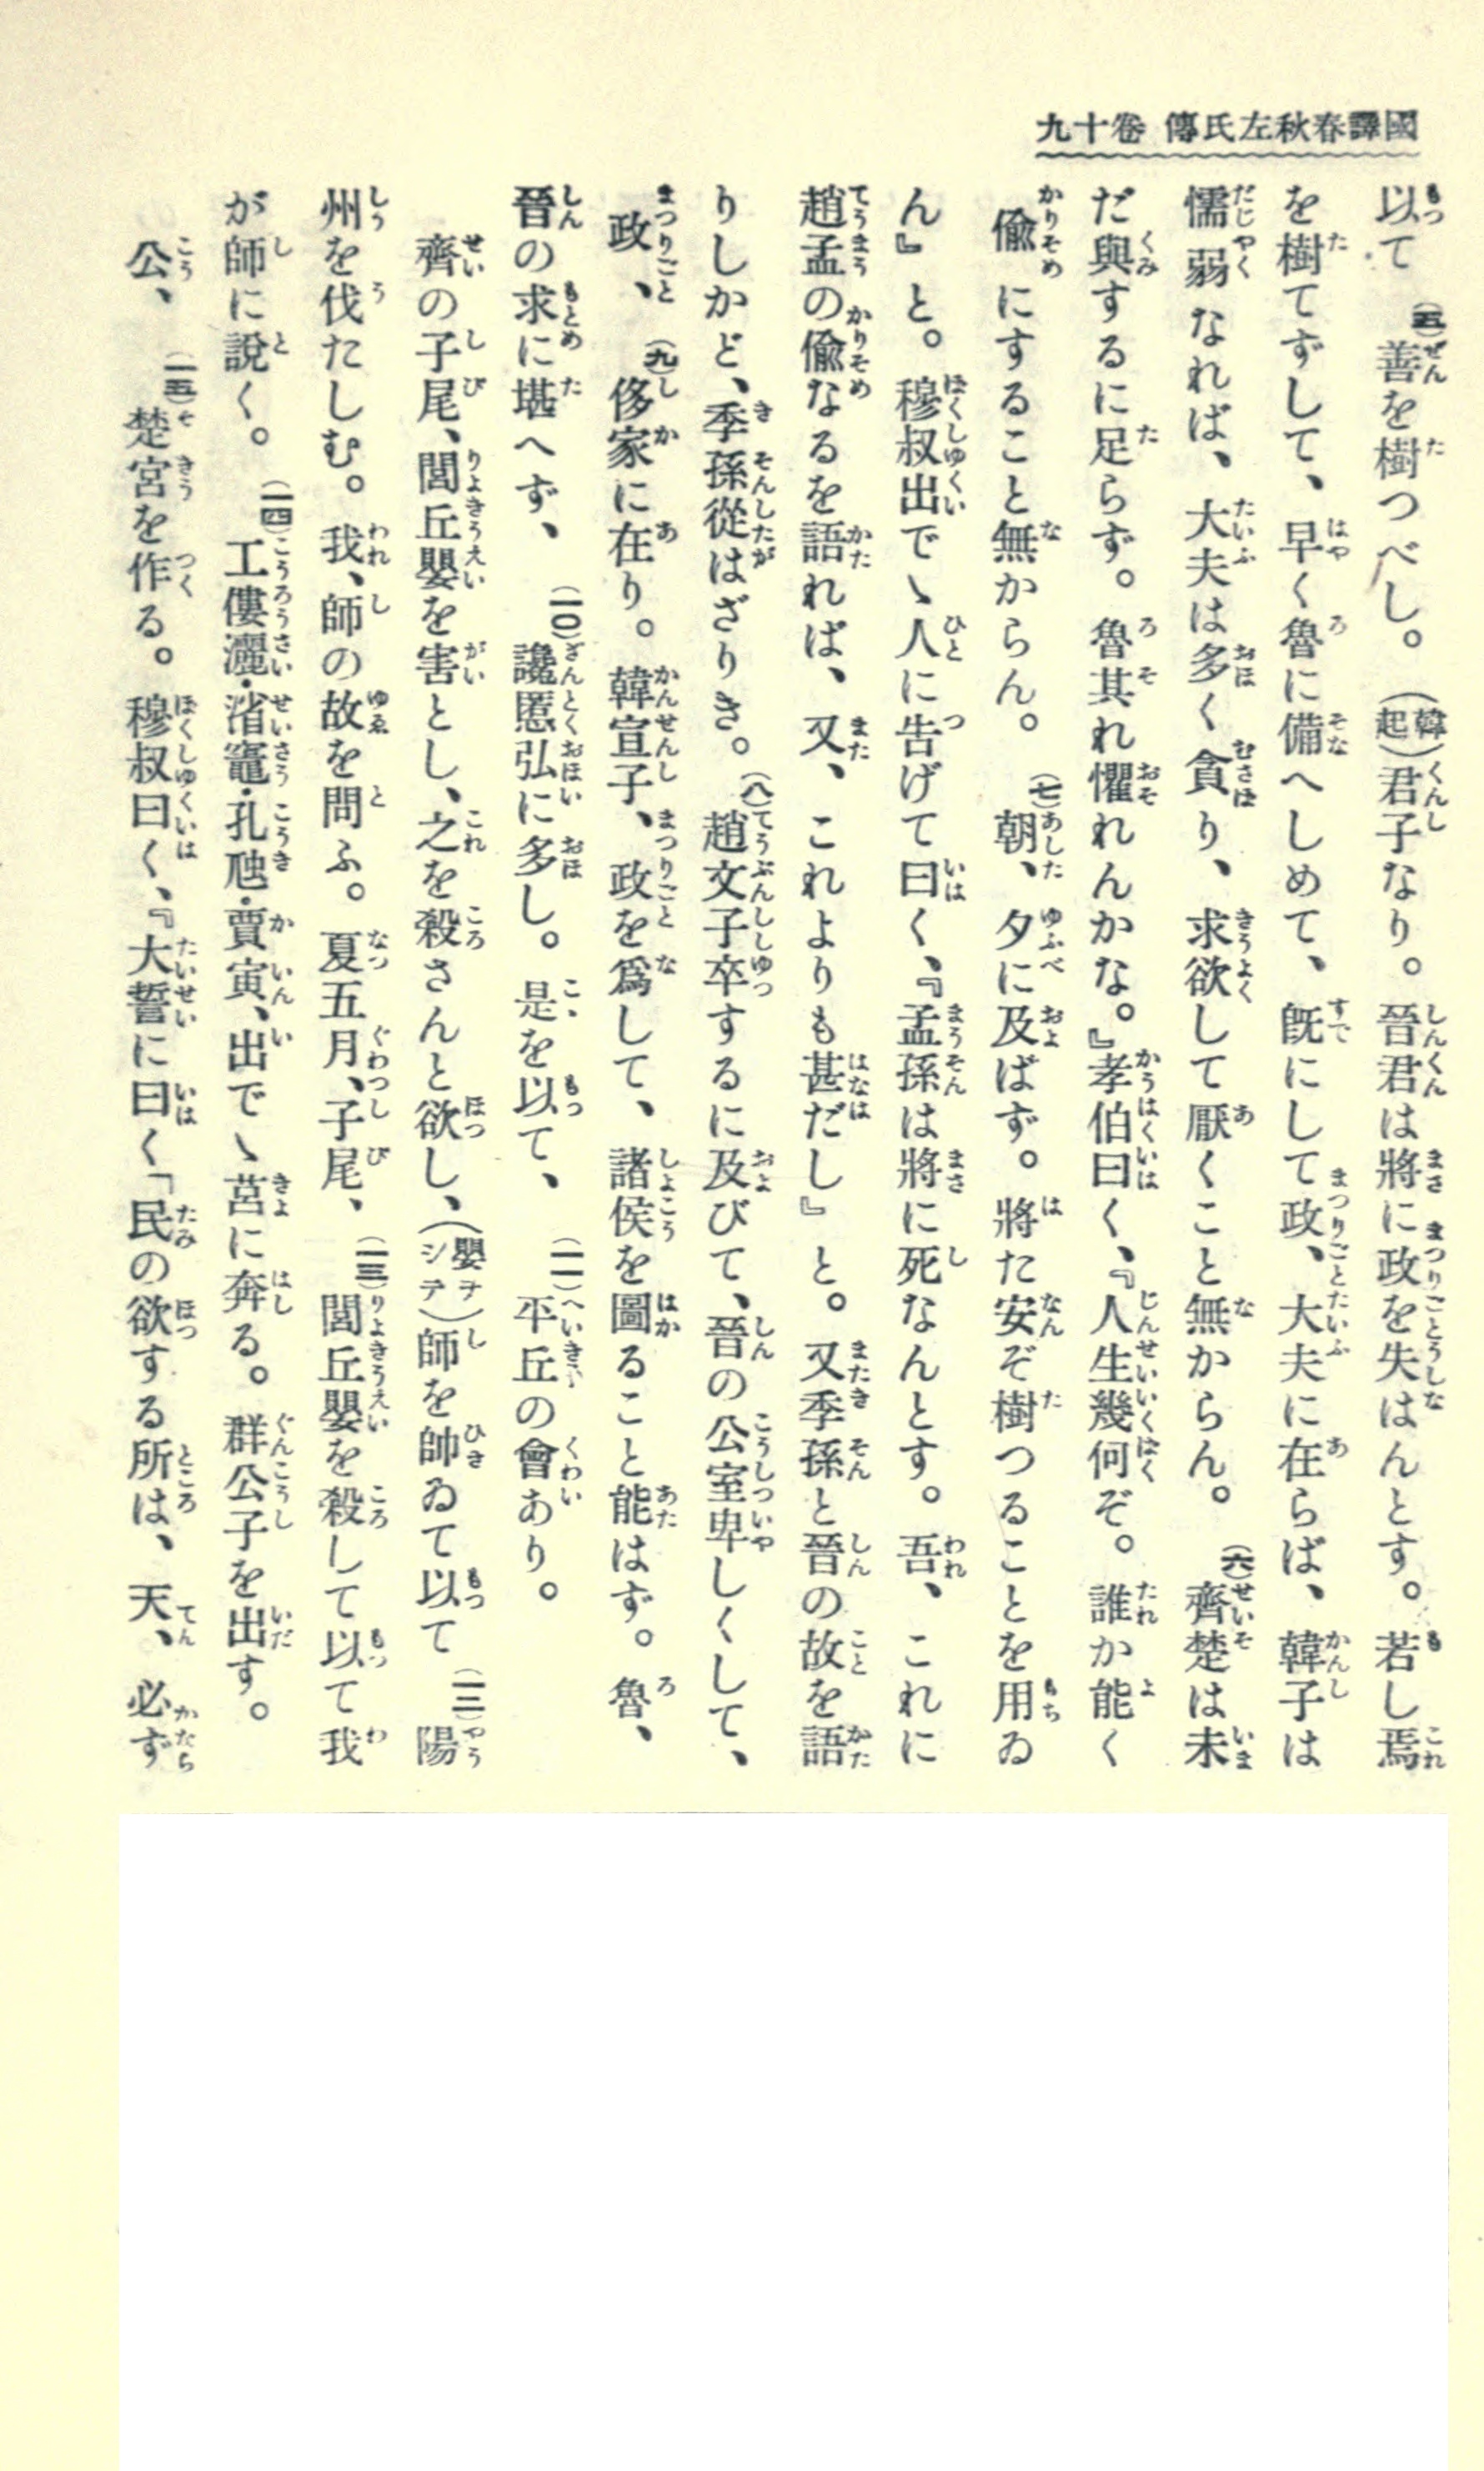 國譯春秋左氏傳 卷十九
以て(五)善を樹つべし。(韓起)君子なり。晉君は將に政を失はんとす。若し焉
を樹てずして、早く魯に備へしめて、旣にして政、大夫に在らば、韓子は
懦弱なれば、大夫は多く貪り、求欲して厭くこと無からん。(六)齊楚は未
だ與するに足らず。魯其れ懼れんかな。』孝伯曰く、『人生幾何ぞ。誰か能く
偸にすること無からん。(七)朝、夕に及ばず。將た安ぞ樹つることを用ゐ
ん』と。穆叔出でゝ人に吿げて曰く、『孟孫は將に死なんとす。吾、これに
趙孟の偸なるを語れば、又、これよりも甚だし』と。又季孫と晉の故を語
りしかど、季孫從はざりき。(八)趙文子卒するに及びて、晉の公室卑しくして、
政、(九)侈家に在り。韓宣子、政を爲して、諸侯を圖ること能はず。魯、
晉の求に堪へず、(一〇)讒慝弘に多し。是を以て、(一一)平丘の會あり。
齊の子尾、閭丘嬰を害とし、之を殺さんと欲し、(嬰ヲシテ)師を帥ゐて以て(一二)陽
州を伐たしむ。我、師の故を問ふ。夏五月、子尾、(一三)閭丘嬰を殺して以て我
が師に說く。(一四)工僂灑・渻竈・孔虺・賈寅、出でゝ莒に奔る。群公子を出す。
公、(一五)楚宮を作る。穆叔曰く、『大誓に曰く「民の欲する所は、天、必ず